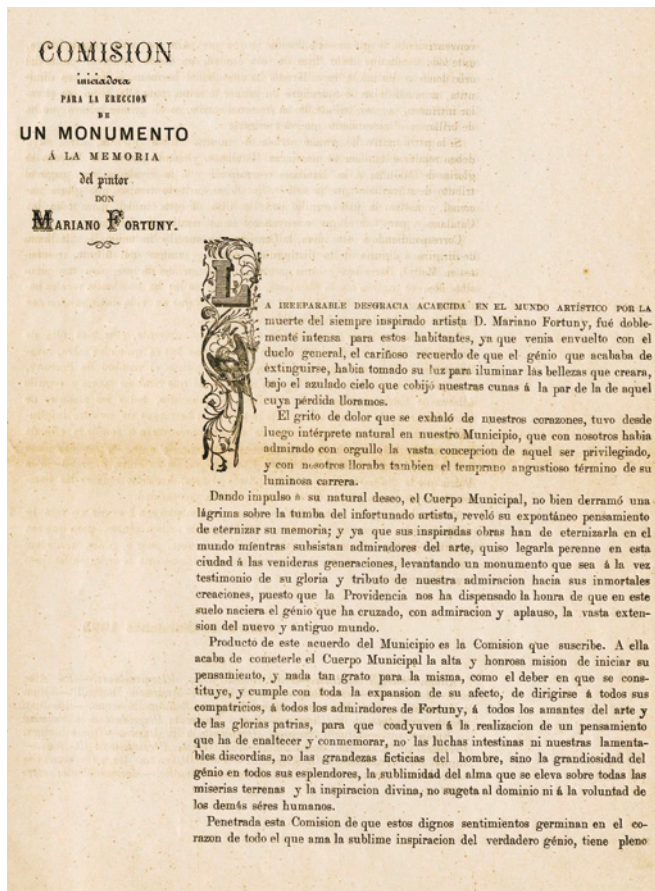 COMISION
iniciadora
PARA LA ERECCION
DE
UN MONUMENTO
Á LA MEMORIA
del pintor
DON
MARIANO FORTUNY.
LA IRREPARABLE DESGRACIA ACAECIDA EN EL MUNDO ARTÍSTICO POR LA
muerte del siempre inspirado artista D. Mariano Fortuny, fué doble-
mente intensa para estos habitantes, ya que venia envuelto con el
duelo general, el cariñoso recuerdo de que el génio que acababa de
extinguirse, habia tomado su luz para iluminar las bellezas que creara,
bajo el azulado cielo que cobijó nuestras cunas á la par de la de aquel
cuya pérdida lloramos.
El grito de dolor que se exhaló de nuestros corazones, tuvo desde
luego intérprete natural en nuestro Municipio, que con nosotros habia
admirado con orgullo la vasta concepcion de aquel ser privilegiado,
y con nosotros lloraba tambien el temprano angustioso término de su
luminosa carrera.
Dando impulso a su natural deseo, el Cuerpo Municipal, no bien derramó una
lágrima sobre la tumba del infortunado artista, reveló su expontáneo pensamiento
de eternizar su memoria; y ya que sus inspiradas obras han de eternizarla en el
mundo mientras subsistan admiradores del arte, quiso legarla perenne en esta
ciudad á las venideras generaciones, levantando un monumento que sea á la vez
testimonio de su gloria y tributo de nuestra admiracion hacia sus inmortales
creaciones, puesto que la Providencia nos ha dispensado la honra de que en este
suelo naciera el génio que ha cruzado, con admiracion y aplauso, la vasta exten-
sion del nuevo y antiguo mundo.
Producto de este acuerdo del Municipio es la Comision que suscribe. A ella
acaba de cometerle el Cuerpo Municipal la alta y honrosa mision de iniciar su
pensamiento, y nada tan grato para la misma, como el deber en que se cons-
tituye, y cumple con toda la expansion de su afecto, de dirigirse á todos sus
compatricios, á todos los admiradores de Fortuny, á todos los amantes del arte y
de las glorias patrias, para que coadyuven á la realizacion de un pensamiento
que ha de enaltecer y conmemorar, no las luchas intestinas ni nuestras lamenta-
bles discordias, no las grandezas ficticias del hombre, sino la grandiosidad del
génio en todos sus esplendores, la sublimidad del alma que se eleva sobre todas las
miserias terrenas y la inspiracion divina, no sugeta al dominio ni á la voluntad de
los demás séres humanos.
Penetrada esta Comision de que estos dignos sentimientos germinan en el co-
razon de todo el que ama la sublime inspiracion del verdadero génio, tiene pleno